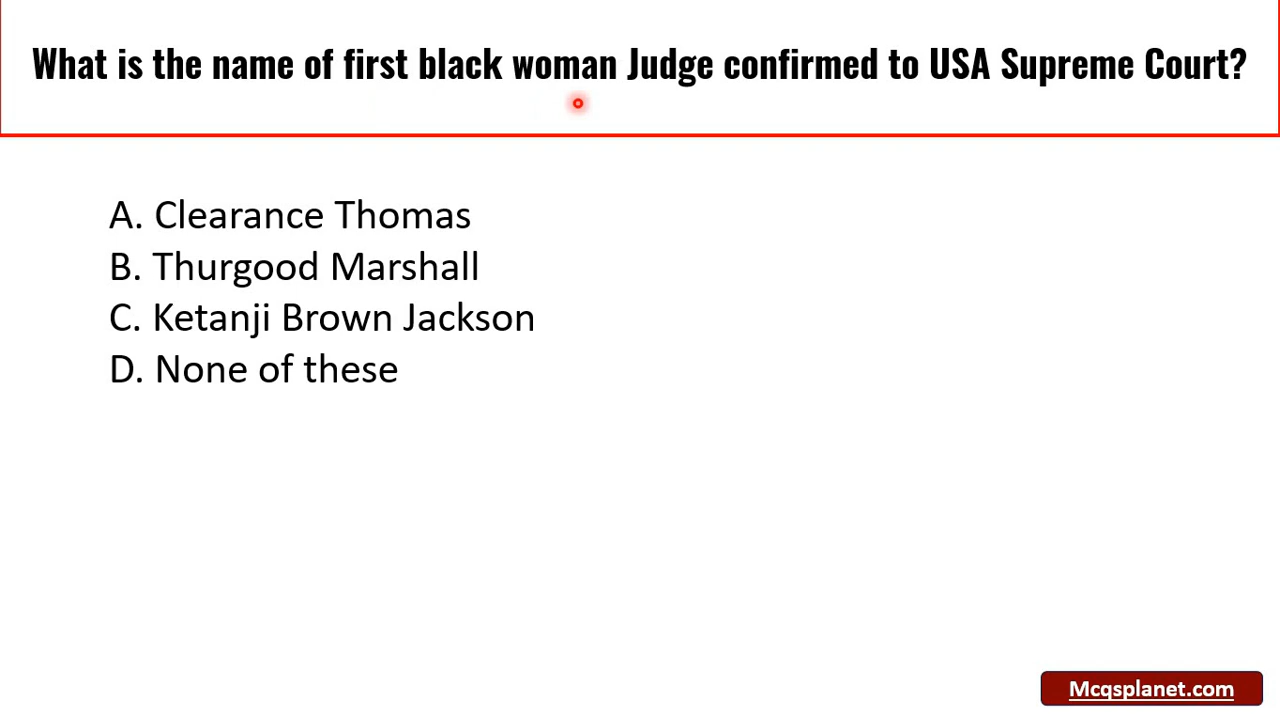 What is the name of first black woman Judge confirmed to USA Supreme Court?
A. Clearance Thomas
B. Thurgood Marshall
C. Ketanji Brown Jackson
D. None of these
Mcqsplanet.com